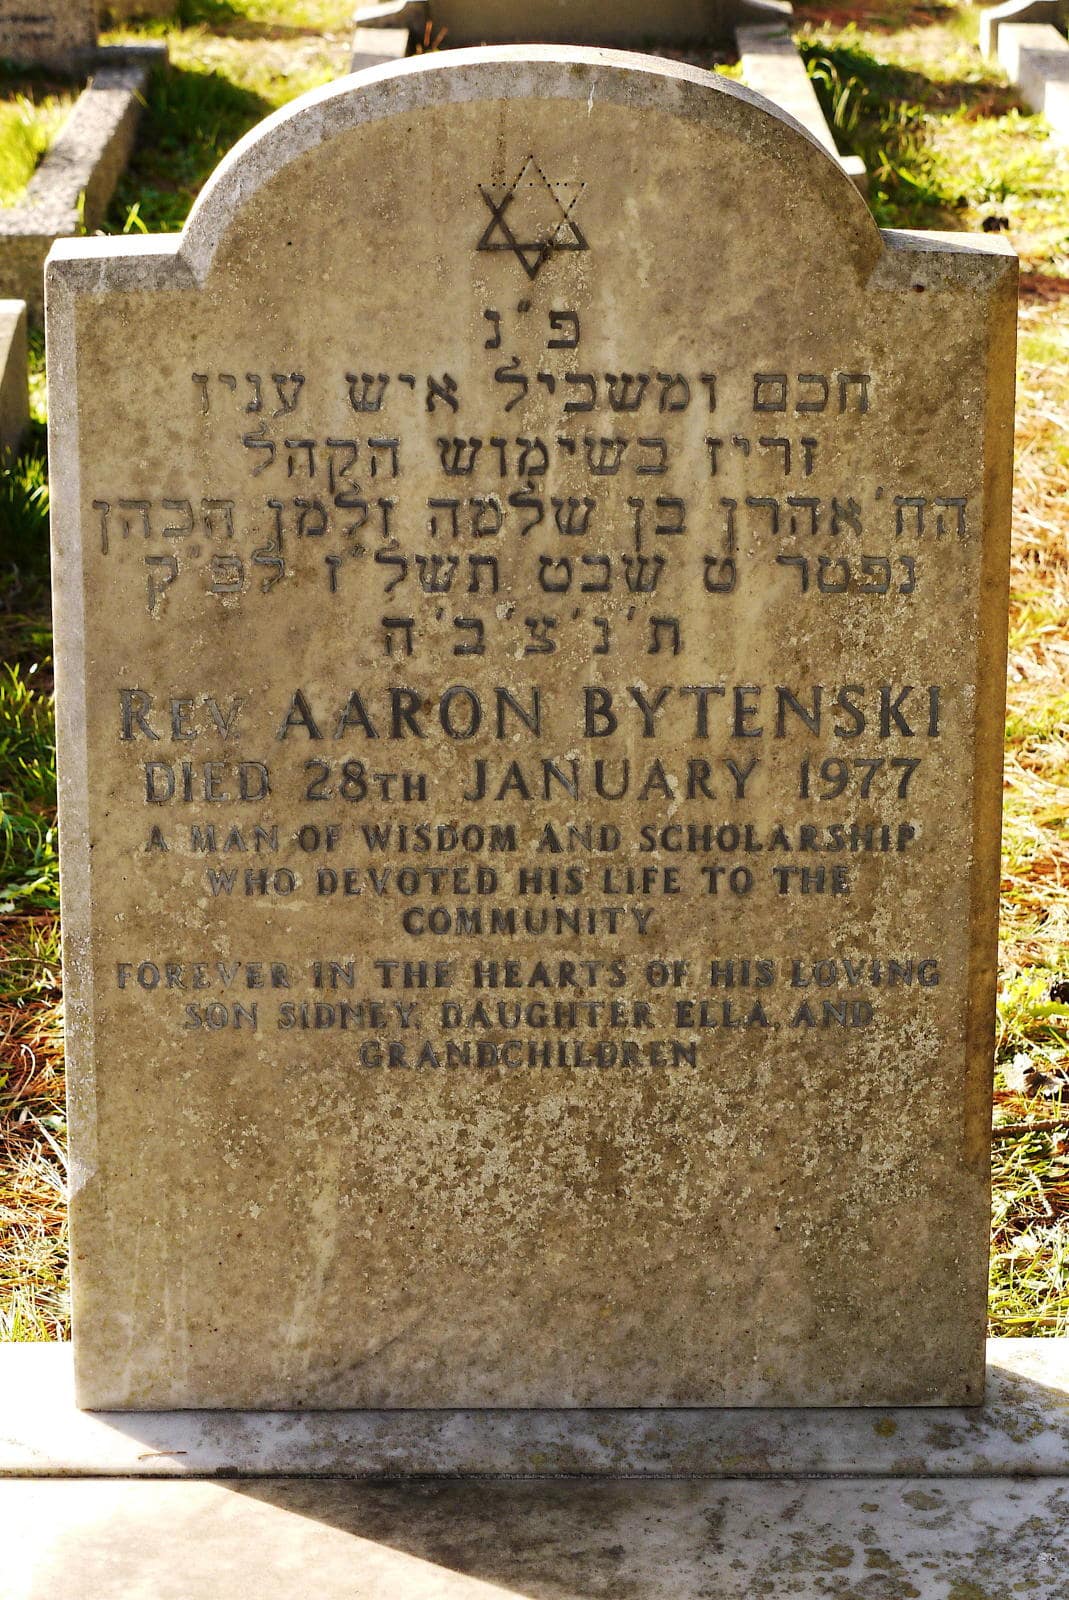 פ״נ
חכם ומשכיל איש ענין
זריז בשימוש הקהל
הח׳ אהרן בן שלמה זלמן הכהן
נפטר ט שבט תשל״ז לפ״ק
ת׳נ׳צ׳ב׳ה
REV. AARON BYTENSKI
DIED 28TH JANUARY 1977
A MAN OF WISDOM AND SCHOLARSHIP
WHO DEVOTED HIS LIFE TO THE
COMMUNITY
FOREVER IN THE HEARTS OF HIS LOVING
SON SIDNEY, DAUGHTER ELLA, AND
GRANDCHILDREN